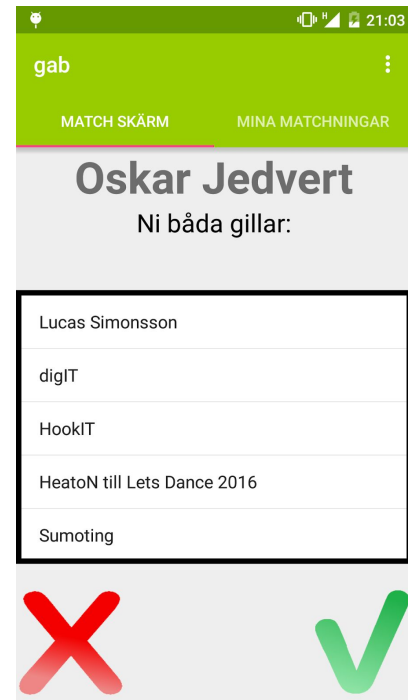 H 21:03
gab
MATCH SKÄRM MINA MATCHNINGAR
Oskar Jedvert
Ni båda gillar:
Lucas Simonsson
digIT
HookIT
HeatoN till Lets Dance 2016
Sumoting